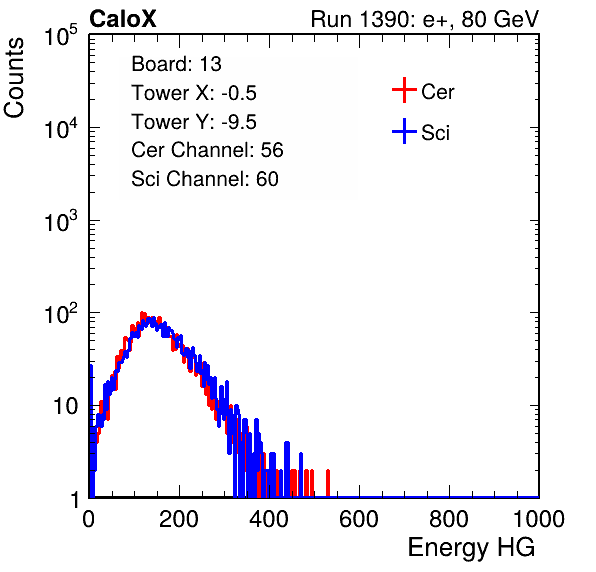 CaloX Run 1390: e+, 80 GeV
Counts
10^5
10^4
10^3
10^2
10
1
Board: 13
Tower X: -0.5
Tower Y: -9.5
Cer Channel: 56
Sci Channel: 60
Cer
Sci
0 200 400 600 800 1000
Energy HG